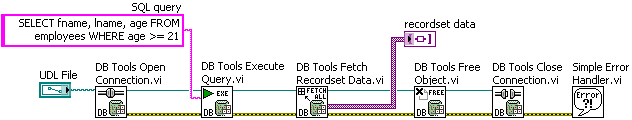 SQL query
SELECT fname, lname, age FROM
employees WHERE age >= 21
recordset data
UDL File
DB Tools Open
Connection.vi
DB Tools Execute
Query.vi
DB Tools Fetch
Recordset Data.vi
DB Tools Free
Object.vi
DB Tools Close
Connection.vi
Simple Error
Handler.vi
DB
EXE
DB
FETCH
ALL
DB
FREE
DB
DB
Error
?!